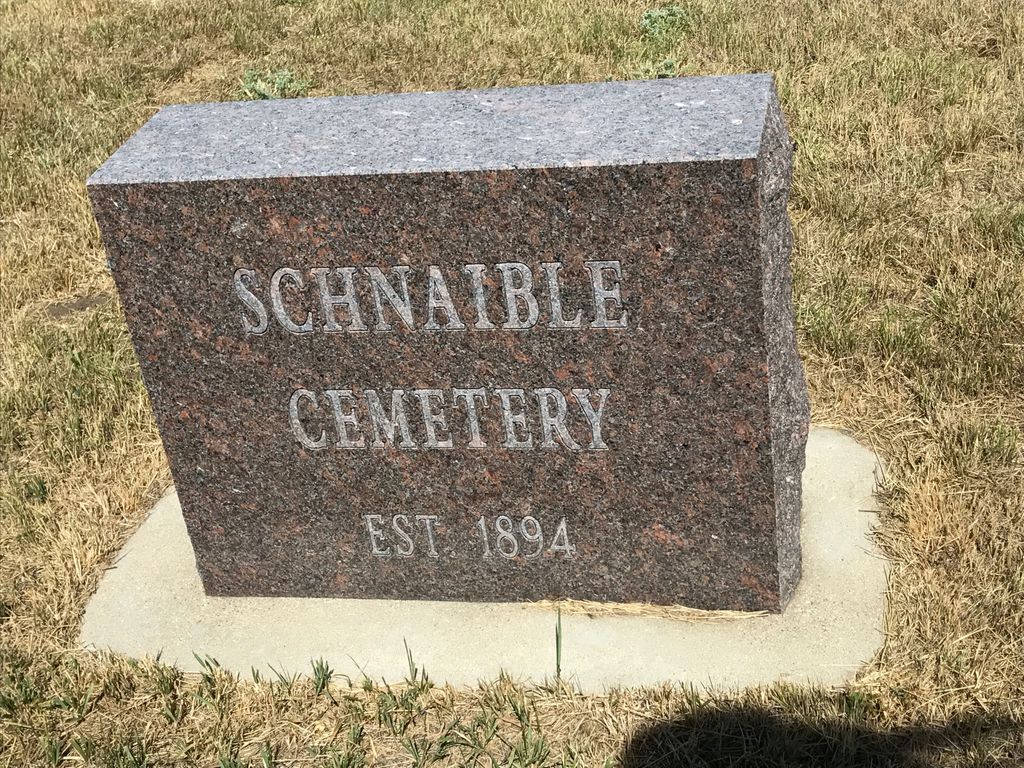 SCHNAIBLE
CEMETERY
EST. 1894